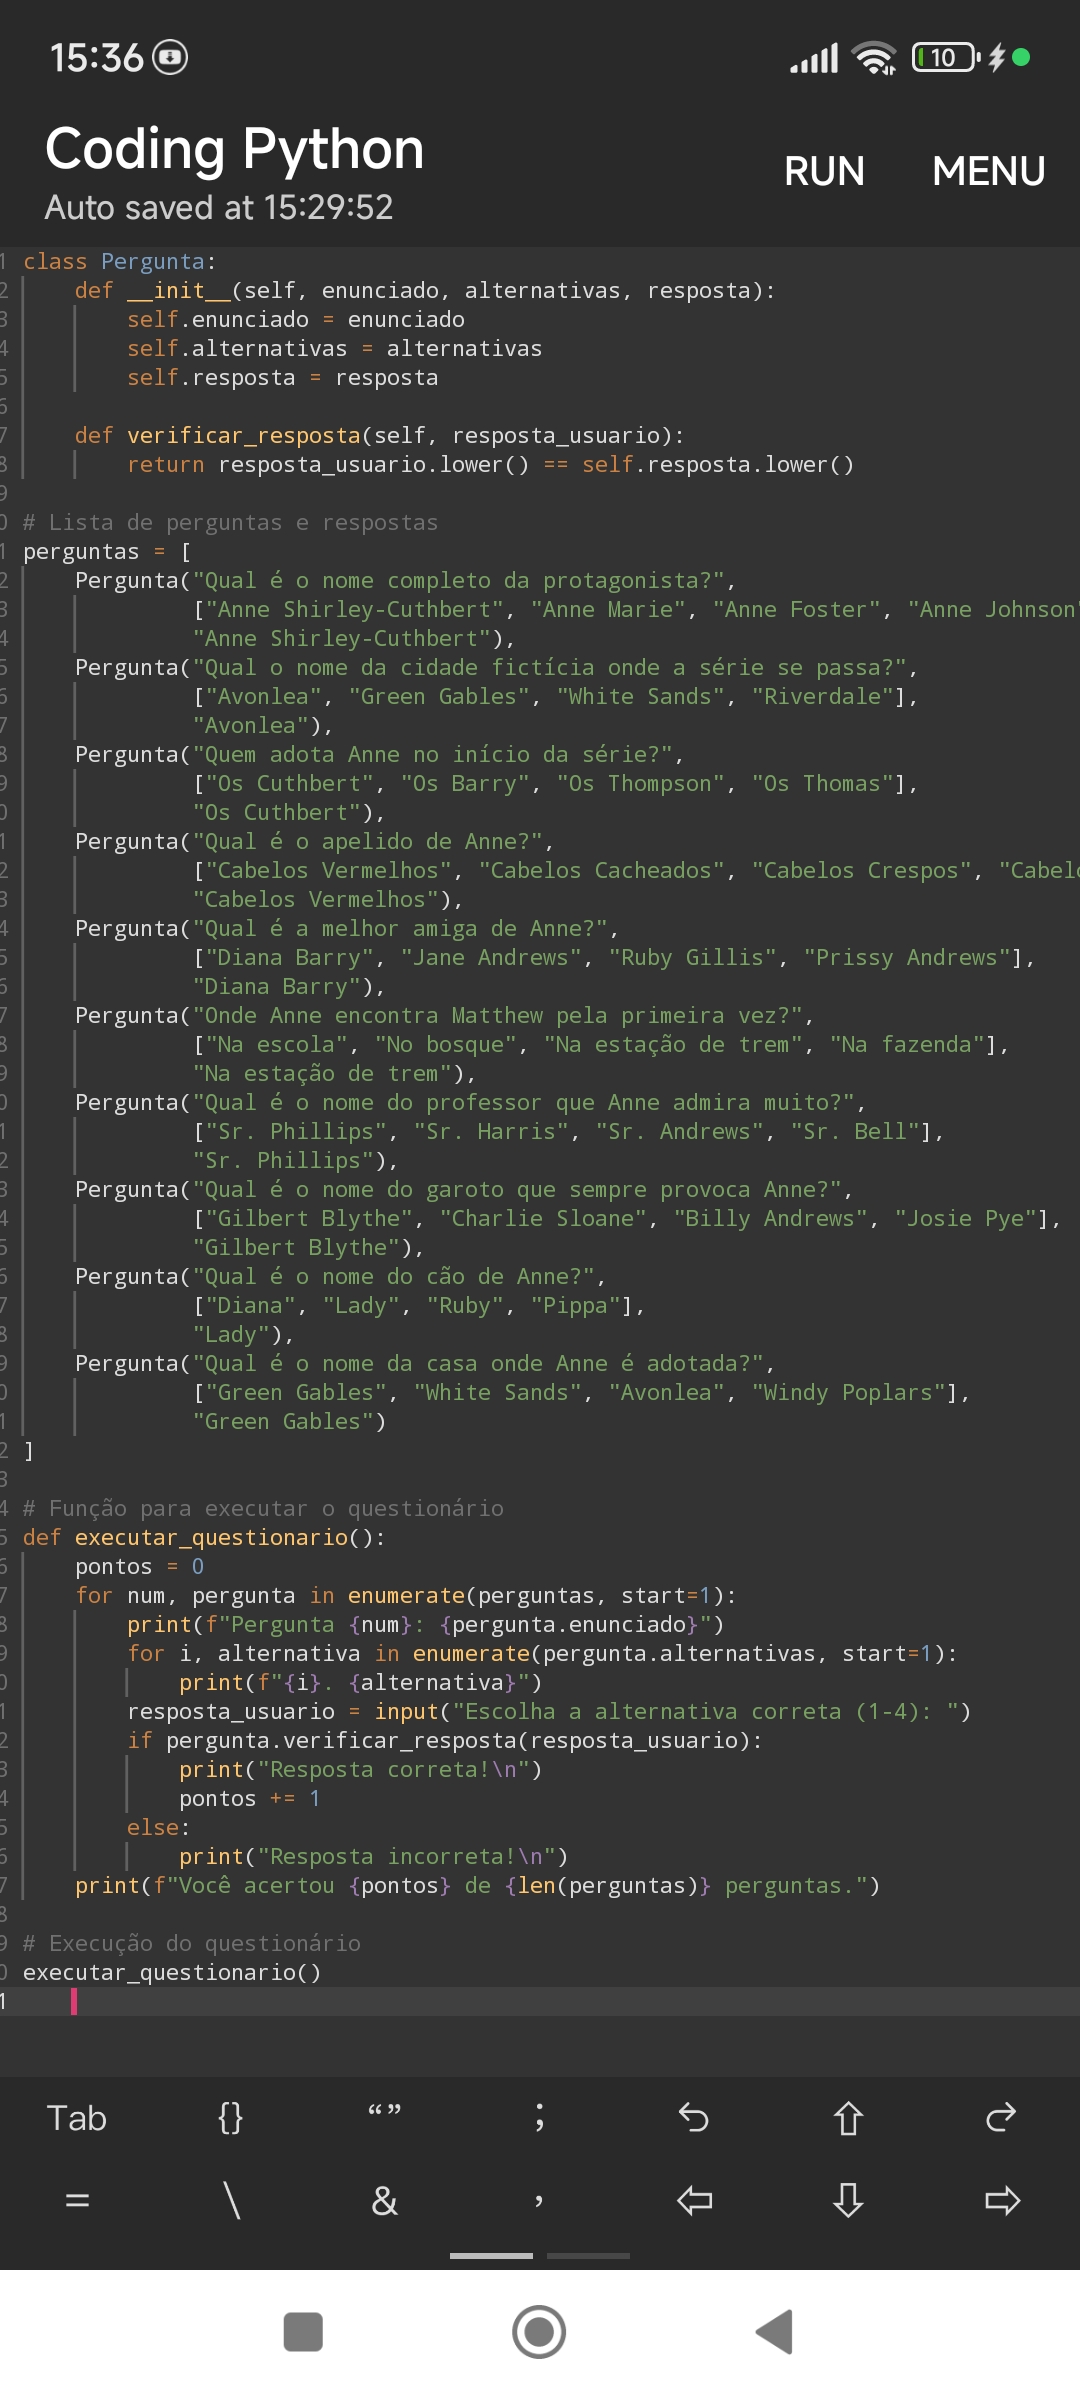 15:36
10
Coding Python
RUN
MENU
Auto saved at 15:29:52
1 class Pergunta:
2     def __init__(self, enunciado, alternativas, resposta):
3         self.enunciado = enunciado
4         self.alternativas = alternativas
5         self.resposta = resposta
6
7     def verificar_resposta(self, resposta_usuario):
8         return resposta_usuario.lower() == self.resposta.lower()
9
0 # Lista de perguntas e respostas
1 perguntas = [
2     Pergunta("Qual é o nome completo da protagonista?",
3              ["Anne Shirley-Cuthbert", "Anne Marie", "Anne Foster", "Anne Johnson"
4              "Anne Shirley-Cuthbert"),
5     Pergunta("Qual o nome da cidade fictícia onde a série se passa?",
6              ["Avonlea", "Green Gables", "White Sands", "Riverdale"],
7              "Avonlea"),
8     Pergunta("Quem adota Anne no início da série?",
9              ["Os Cuthbert", "Os Barry", "Os Thompson", "Os Thomas"],
0              "Os Cuthbert"),
1     Pergunta("Qual é o apelido de Anne?",
2              ["Cabelos Vermelhos", "Cabelos Cacheados", "Cabelos Crespos", "Cabelo
3              "Cabelos Vermelhos"),
4     Pergunta("Qual é a melhor amiga de Anne?",
5              ["Diana Barry", "Jane Andrews", "Ruby Gillis", "Prissy Andrews"],
6              "Diana Barry"),
7     Pergunta("Onde Anne encontra Matthew pela primeira vez?",
8              ["Na escola", "No bosque", "Na estação de trem", "Na fazenda"],
9              "Na estação de trem"),
0     Pergunta("Qual é o nome do professor que Anne admira muito?",
1              ["Sr. Phillips", "Sr. Harris", "Sr. Andrews", "Sr. Bell"],
2              "Sr. Phillips"),
3     Pergunta("Qual é o nome do garoto que sempre provoca Anne?",
4              ["Gilbert Blythe", "Charlie Sloane", "Billy Andrews", "Josie Pye"],
5              "Gilbert Blythe"),
6     Pergunta("Qual é o nome do cão de Anne?",
7              ["Diana", "Lady", "Ruby", "Pippa"],
8              "Lady"),
9     Pergunta("Qual é o nome da casa onde Anne é adotada?",
0              ["Green Gables", "White Sands", "Avonlea", "Windy Poplars"],
1              "Green Gables")
2 ]
3
4 # Função para executar o questionário
5 def executar_questionario():
6     pontos = 0
7     for num, pergunta in enumerate(perguntas, start=1):
8         print(f"Pergunta {num}: {pergunta.enunciado}")
9         for i, alternativa in enumerate(pergunta.alternativas, start=1):
0             print(f"{i}. {alternativa}")
1         resposta_usuario = input("Escolha a alternativa correta (1-4): ")
2         if pergunta.verificar_resposta(resposta_usuario):
3             print("Resposta correta!\n")
4             pontos += 1
5         else:
6             print("Resposta incorreta!\n")
7     print(f"Você acertou {pontos} de {len(perguntas)} perguntas.")
8
9 # Execução do questionário
0 executar_questionario()
1
Tab {} “” ;
= \ & ,